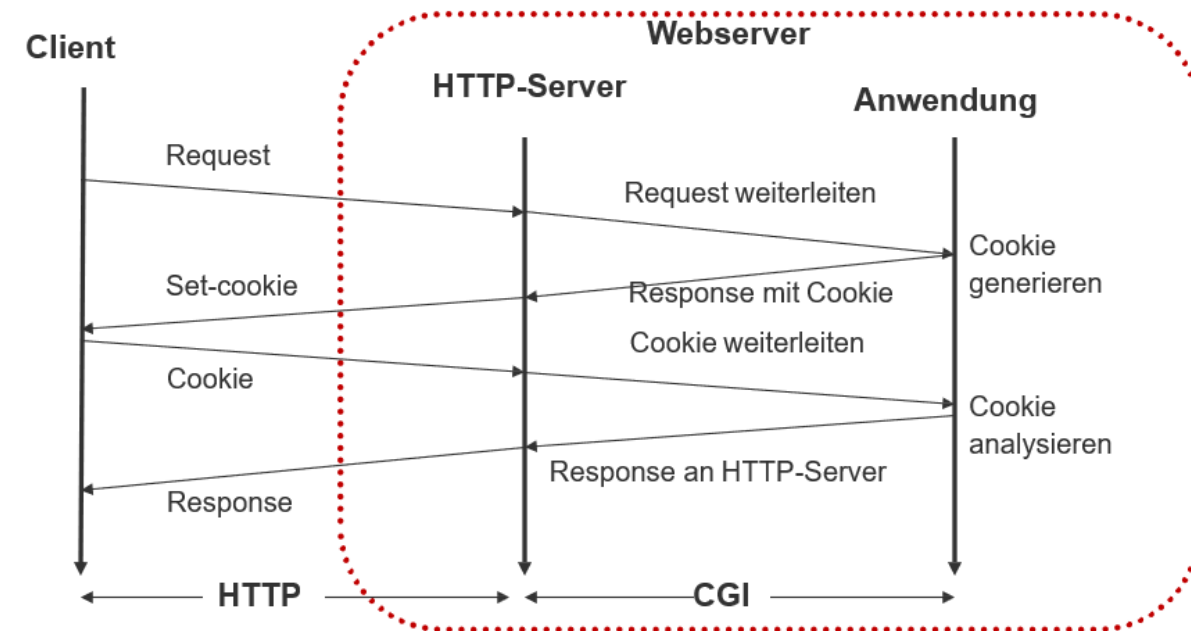 Webserver
Client
HTTP-Server
Anwendung
Request
Request weiterleiten
Cookie
generieren
Set-cookie
Response mit Cookie
Cookie weiterleiten
Cookie
Cookie
analysieren
Response an HTTP-Server
Response
HTTP
CGI